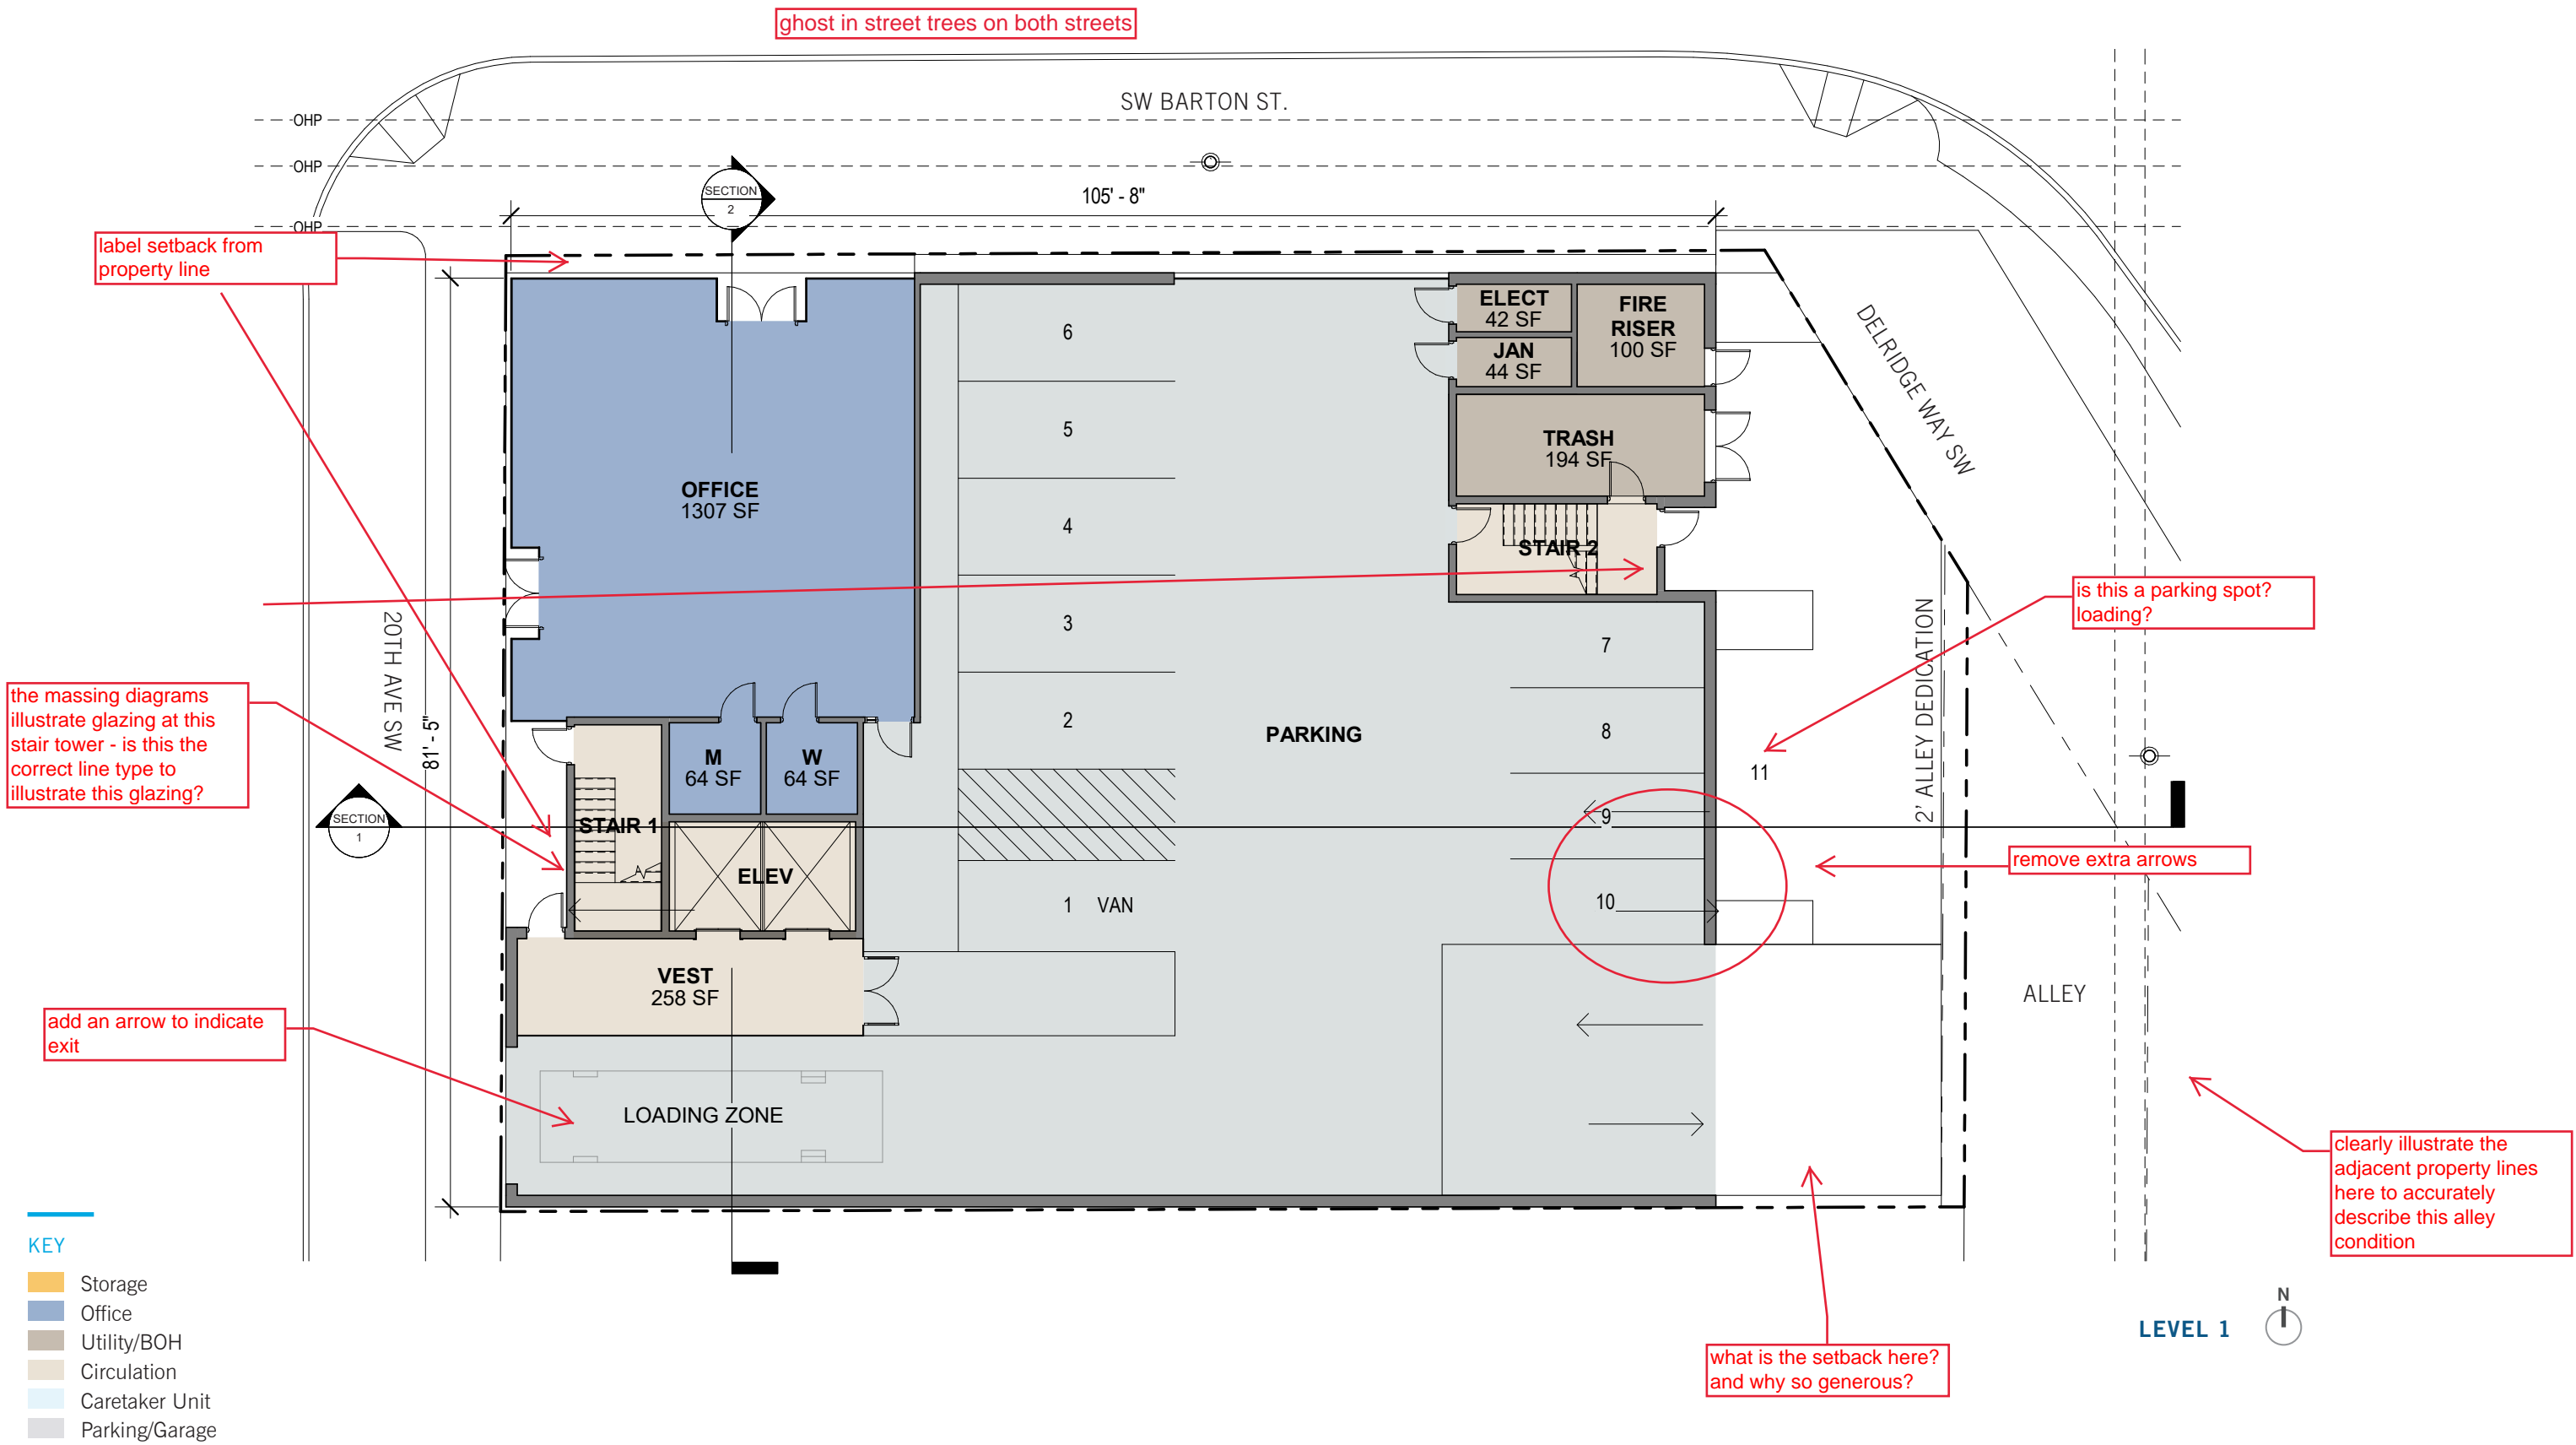 ghost in street trees on both streets
SW BARTON ST.
OHP
OHP
OHP
SECTION
2
105' - 8"
label setback from
property line
ELECT
42 SF
FIRE
RISER
100 SF
JAN
44 SF
6
5
4
3
2
1 VAN
TRASH
194 SF
STAIR 2
OFFICE
1307 SF
DELRIDGE WAY SW
is this a parking spot?
loading?
2' ALLEY DEDICATION
20TH AVE SW
81' - 5"
the massing diagrams
illustrate glazing at this
stair tower - is this the
correct line type to
illustrate this glazing?
M
64 SF
W
64 SF
PARKING
7
8
9
10
11
SECTION
1
STAIR 1
ELEV
remove extra arrows
VEST
258 SF
ALLEY
add an arrow to indicate
exit
LOADING ZONE
clearly illustrate the
adjacent property lines
here to accurately
describe this alley
condition
what is the setback here?
and why so generous?
KEY
Storage
Office
Utility/BOH
Circulation
Caretaker Unit
Parking/Garage
LEVEL 1
N